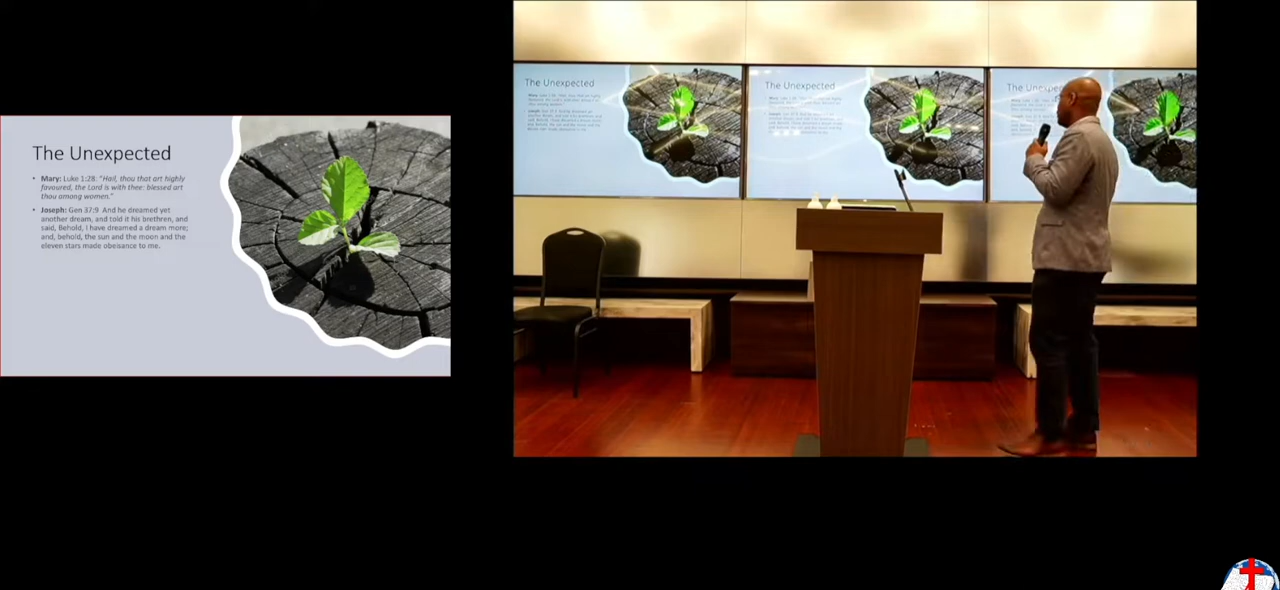 The Unexpected
• Mary: Luke 1:28: "Hail, thou that art highly
favoured, the Lord is with thee: blessed art
thou among women."
• Joseph: Gen 37:9 And he dreamed yet
another dream, and told it his brethren, and
said, Behold, I have dreamed a dream more;
and, behold, the sun and the moon and the
eleven stars made obeisance to me.
The Unexpected
The Unexpected
The Unexpec